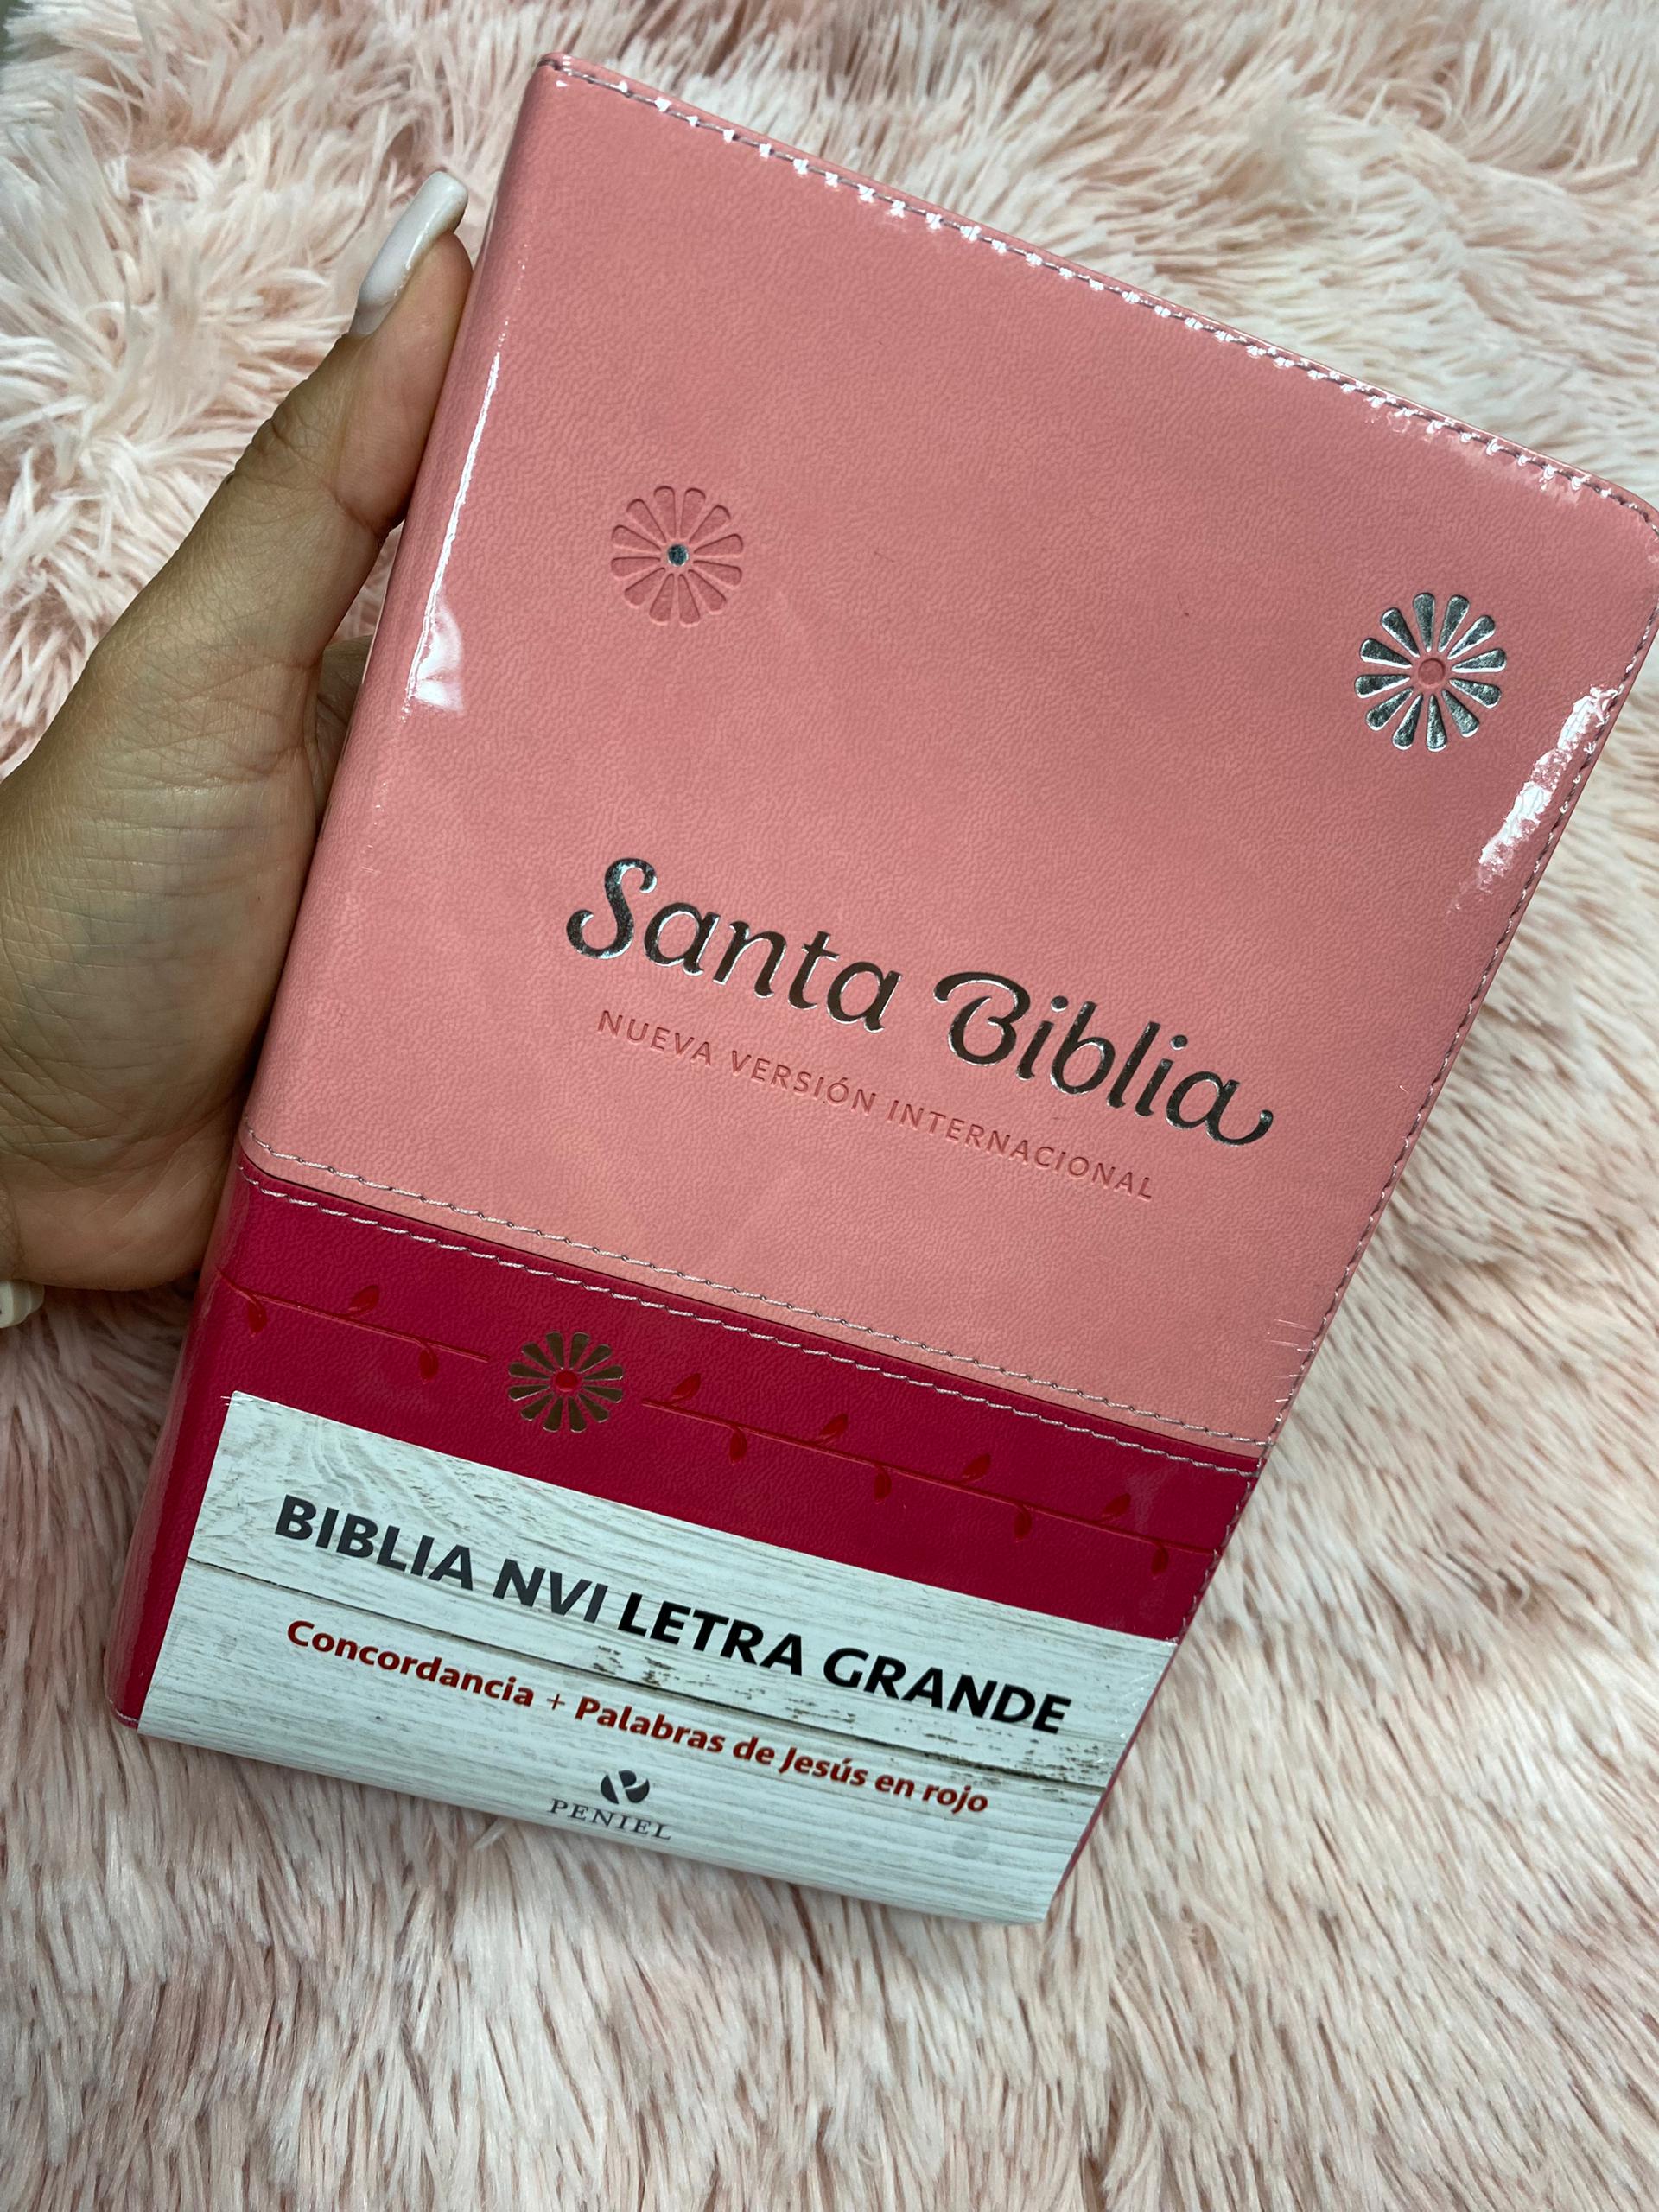 Santa Biblia
NUEVA VERSIÓN INTERNACIONAL
BIBLIA NVI LETRA GRANDE
Concordancia + Palabras de Jesús en rojo
PENIEL